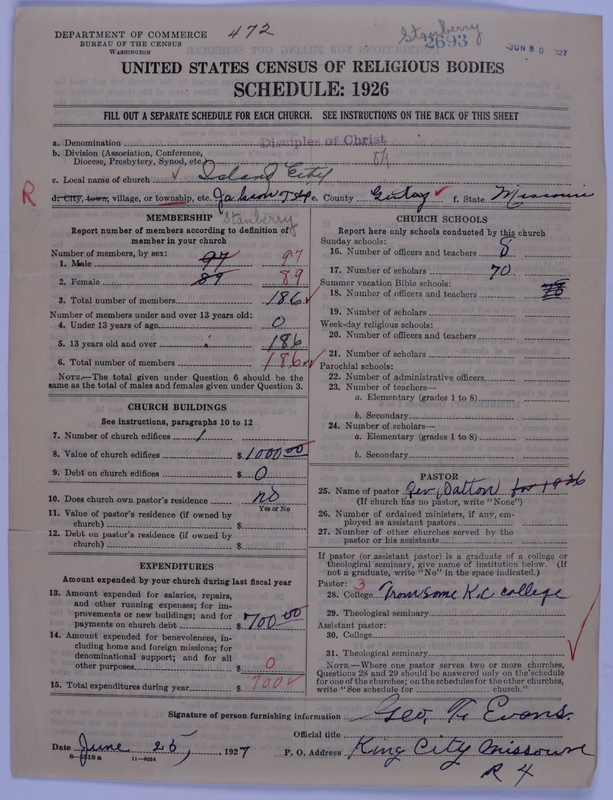 DEPARTMENT OF COMMERCE
BUREAU OF THE CENSUS
WASHINGTON
472
Stanberry
2693
JUN 30 1927
UNITED STATES CENSUS OF RELIGIOUS BODIES
SCHEDULE: 1926
FILL OUT A SEPARATE SCHEDULE FOR EACH CHURCH. SEE INSTRUCTIONS ON THE BACK OF THIS SHEET
a. Denomination Disciples of Christ
b. Division (Association, Conference,
Diocese, Presbytery, Synod, etc.
c. Local name of church Island City
R d. City, town, village, or township, etc. Jackson Tsp e. County Gentry f. State Missouri
Stanberry
MEMBERSHIP
Report number of members according to definition of
member in your church
Number of members, by sex:
1. Male 97 97
2. Female 89 89
3. Total number of members 186
Number of members under and over 13 years old:
4. Under 13 years of age 0
5. 13 years old and over 186
6. Total number of members 186
NOTE.—The total given under Question 6 should be the
same as the total of males and females given under Question 3.
CHURCH BUILDINGS
See instructions, paragraphs 10 to 12
7. Number of church edifices 1
8. Value of church edifices $ 1000 00
9. Debt on church edifices $ 0
10. Does church own pastor's residence no
Yes or No
11. Value of pastor's residence (if owned by
church) $
12. Debt on pastor's residence (if owned by
church) $
EXPENDITURES
Amount expended by your church during last fiscal year
13. Amount expended for salaries, repairs,
and other running expenses; for im-
provements or new buildings; and for
payments on church debt $ 700 00
14. Amount expended for benevolences, in-
cluding home and foreign missions; for
denominational support; and for all
other purposes $ 0
15. Total expenditures during year $ 700
CHURCH SCHOOLS
Report here only schools conducted by this church
Sunday schools:
16. Number of officers and teachers 8
17. Number of scholars 70
Summer vacation Bible schools:
18. Number of officers and teachers
19. Number of scholars
Week-day religious schools:
20. Number of officers and teachers
21. Number of scholars
Parochial schools:
22. Number of administrative officers
23. Number of teachers—
a. Elementary (grades 1 to 8)
b. Secondary
24. Number of scholars—
a. Elementary (grades 1 to 8)
b. Secondary
PASTOR
25. Name of pastor Rev. Dalton for 1926
(If church has no pastor, write "None")
26. Number of ordained ministers, if any, em-
ployed as assistant pastors
27. Number of other churches served by the
pastor or his assistants
If pastor (or assistant pastor) is a graduate of a college or
theological seminary, give name of institution below. (If
not a graduate, write "No" in the space indicated.)
Pastor: 3
28. College K.C. college
29. Theological seminary
Assistant pastor:
30. College
31. Theological seminary
NOTE.—Where one pastor serves two or more churches,
Questions 28 and 29 should be answered only on the schedule
for one of the churches; on the schedules for the other churches,
write "See schedule for church."
Signature of person furnishing information Geo. F. Evans.
Official title
Date June 25, 1927 P. O. Address King City Missouri
8—5318a 11—9054
R 4